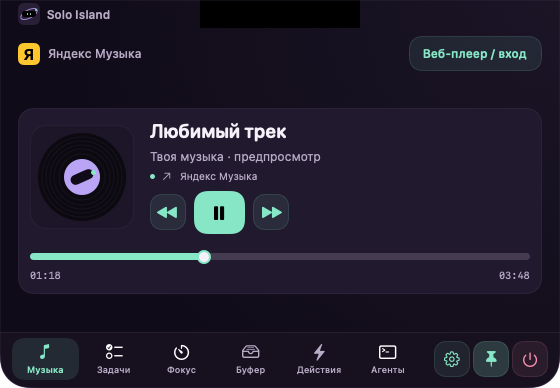 Solo Island
Я Яндекс Музыка
Веб-плеер / вход
Любимый трек
Твоя музыка · предпросмотр
Яндекс Музыка
01:18
03:48
Музыка
Задачи
Фокус
Буфер
Действия
Агенты